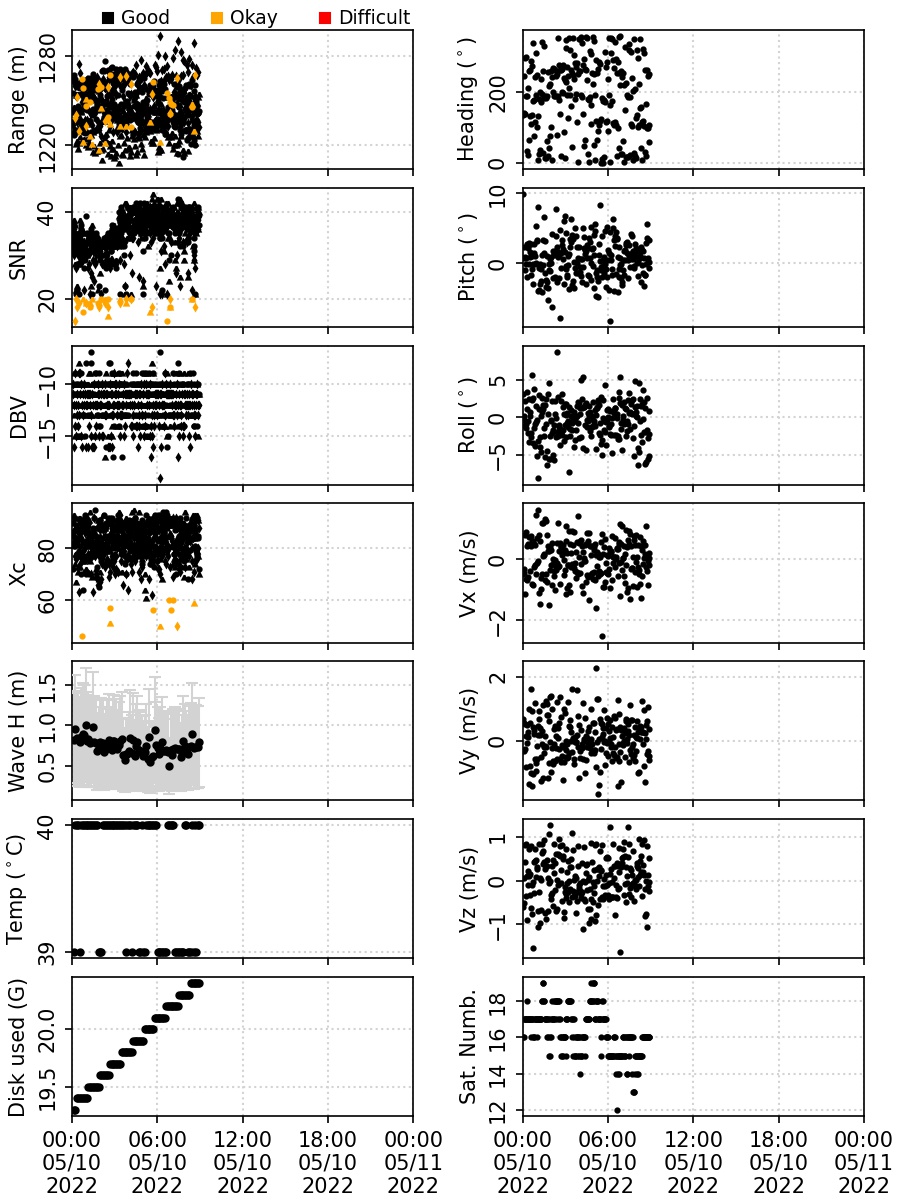 Good Okay Difficult
Range (m)
1280
1220
Heading (°)
200
0
SNR
40
20
Pitch (°)
10
0
DBV
−10
−15
Roll (°)
5
0
−5
Xc
80
60
Vx (m/s)
0
−2
Wave H (m)
1.5
1.0
0.5
Vy (m/s)
2
0
Temp (°C)
40
39
Vz (m/s)
1
0
−1
Disk used (G)
20.0
19.5
Sat. Numb.
18
16
14
12
00:00 06:00 12:00 18:00 00:00
05/10 05/10 05/10 05/10 05/11
2022 2022 2022 2022 2022
00:00 06:00 12:00 18:00 00:00
05/10 05/10 05/10 05/10 05/11
2022 2022 2022 2022 2022